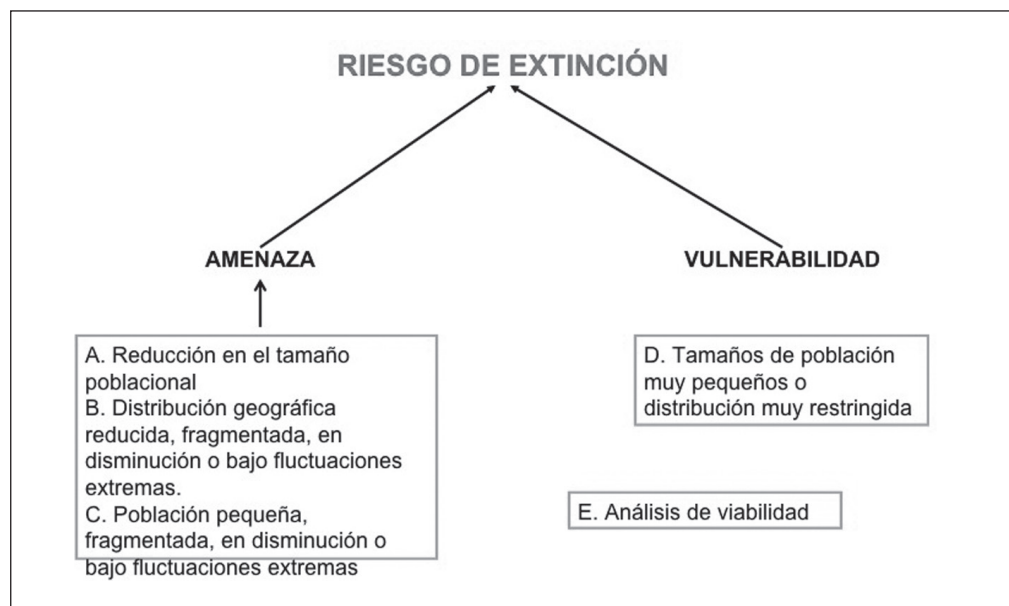 RIESGO DE EXTINCIÓN
AMENAZA
VULNERABILIDAD
A. Reducción en el tamaño
poblacional
B. Distribución geográfica
reducida, fragmentada, en
disminución o bajo fluctuaciones
extremas.
C. Población pequeña,
fragmentada, en disminución o
bajo fluctuaciones extremas
D. Tamaños de población
muy pequeños o
distribución muy restringida
E. Análisis de viabilidad